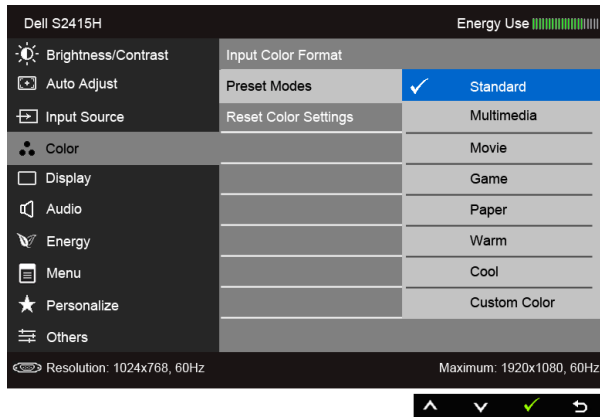 Dell S2415H Energy Use
Brightness/Contrast Input Color Format
Auto Adjust Preset Modes Standard
Input Source Reset Color Settings Multimedia
Color Movie
Display Game
Audio Paper
Energy Warm
Menu Cool
Personalize Custom Color
Others
Resolution: 1024x768, 60Hz Maximum: 1920x1080, 60Hz